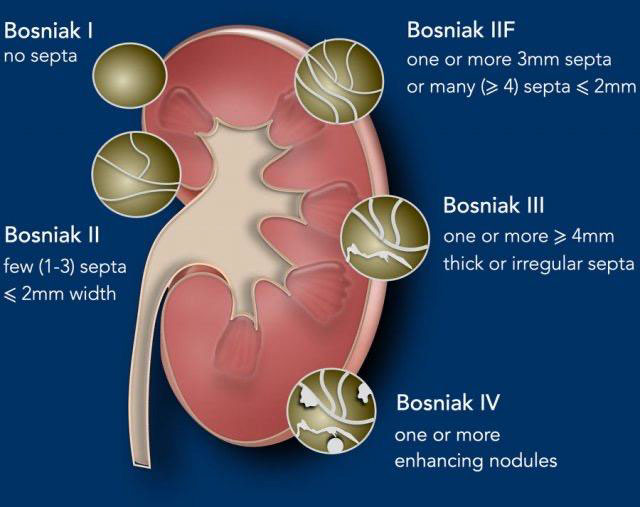 Bosniak I
no septa
Bosniak II
few (1-3) septa
⩽ 2mm width
Bosniak IIF
one or more 3mm septa
or many (⩾ 4) septa ⩽ 2mm
Bosniak III
one or more ⩾ 4mm
thick or irregular septa
Bosniak IV
one or more
enhancing nodules